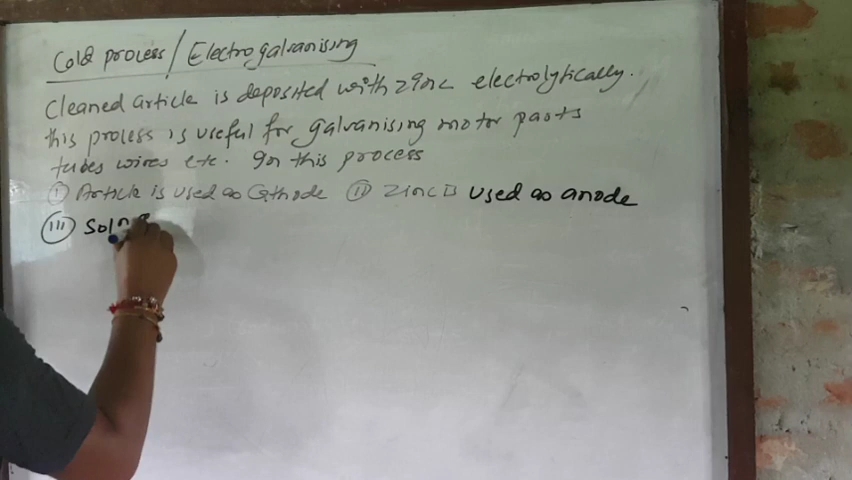 Cold process / Electrogalvanising
Cleaned article is deposited with zinc electrolytically.
this process is useful for galvanising motor parts
tubes wires etc. In this process
(i) Article is used as Cathode (ii) Zinc is used as anode
(iii) Soln